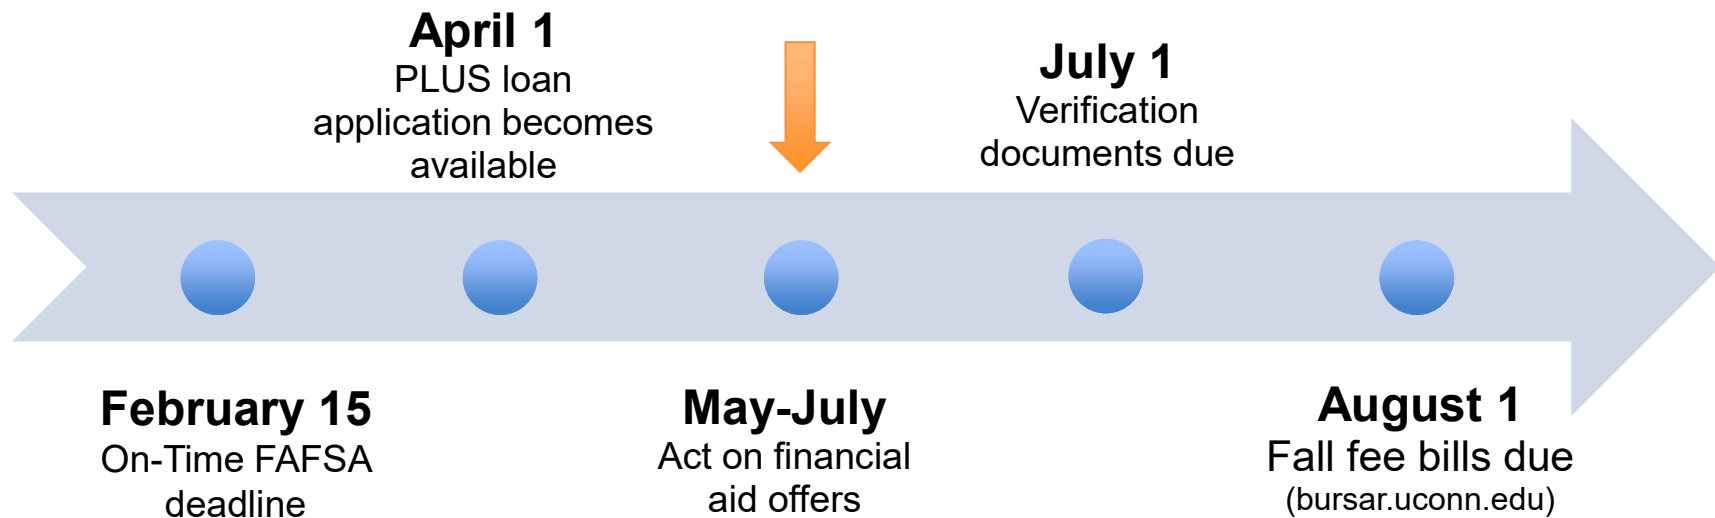 April 1
PLUS loan
application becomes
available
July 1
Verification
documents due
February 15
On-Time FAFSA
deadline
May-July
Act on financial
aid offers
August 1
Fall fee bills due
(bursar.uconn.edu)